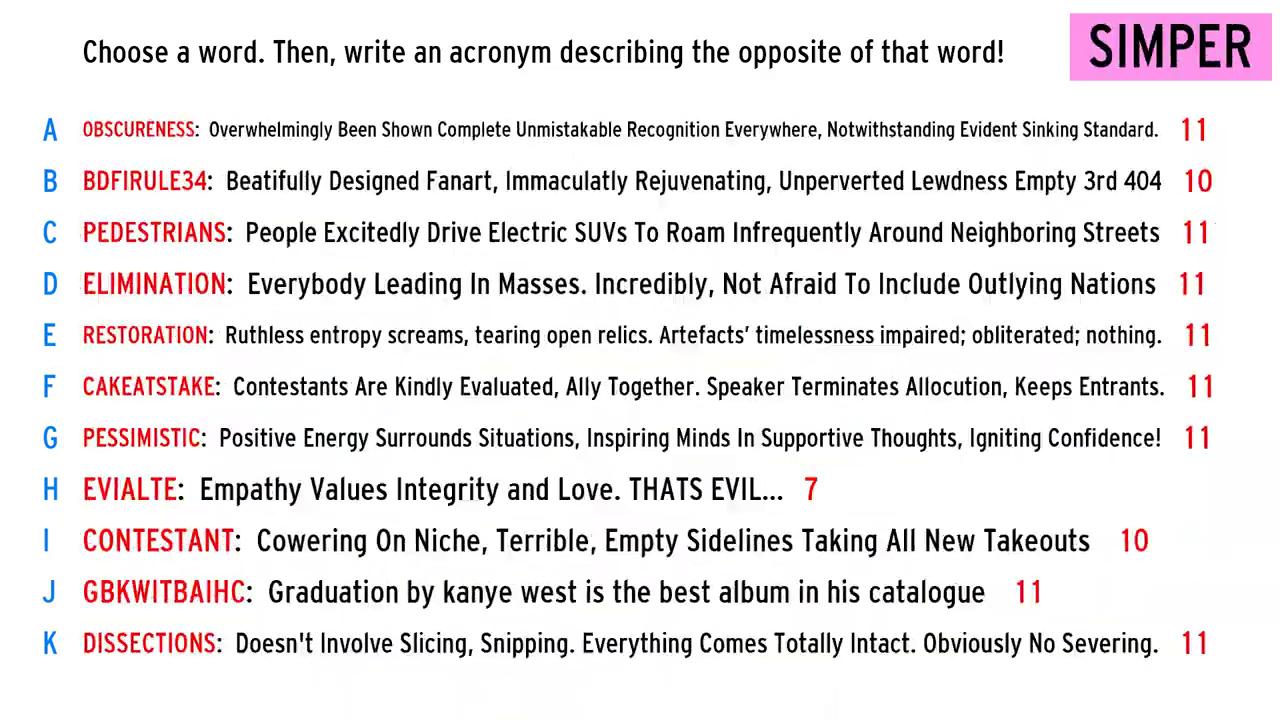 Choose a word. Then, write an acronym describing the opposite of that word!
SIMPER
A OBSCURENESS: Overwhelmingly Been Shown Complete Unmistakable Recognition Everywhere, Notwithstanding Evident Sinking Standard. 11
B BDFIRULE34: Beatifully Designed Fanart, Immaculatly Rejuvenating, Unperverted Lewdness Empty 3rd 404 10
C PEDESTRIANS: People Excitedly Drive Electric SUVs To Roam Infrequently Around Neighboring Streets 11
D ELIMINATION: Everybody Leading In Masses. Incredibly, Not Afraid To Include Outlying Nations 11
E RESTORATION: Ruthless entropy screams, tearing open relics. Artefacts’ timelessness impaired; obliterated; nothing. 11
F CAKEATSTAKE: Contestants Are Kindly Evaluated, Ally Together. Speaker Terminates Allocution, Keeps Entrants. 11
G PESSIMISTIC: Positive Energy Surrounds Situations, Inspiring Minds In Supportive Thoughts, Igniting Confidence! 11
H EVIALTE: Empathy Values Integrity and Love. THATS EVIL... 7
I CONTESTANT: Cowering On Niche, Terrible, Empty Sidelines Taking All New Takeouts 10
J GBKWITBAIHC: Graduation by kanye west is the best album in his catalogue 11
K DISSECTIONS: Doesn't Involve Slicing, Snipping. Everything Comes Totally Intact. Obviously No Severing. 11